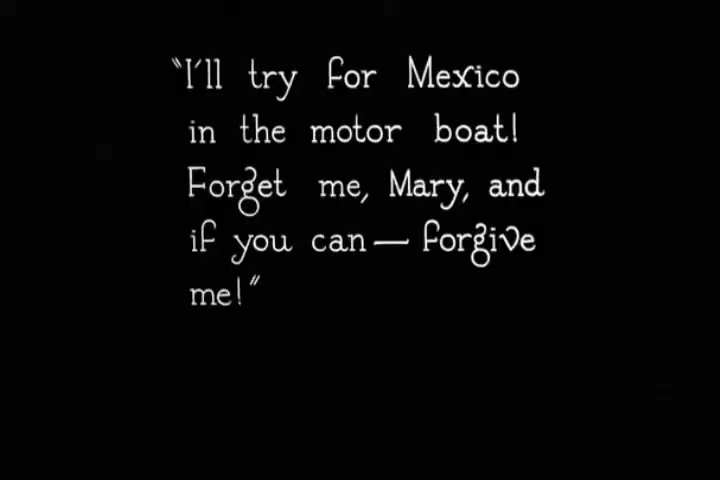 "I'll try for Mexico
in the motor boat!
Forget me, Mary, and
if you can — forgive
me!"